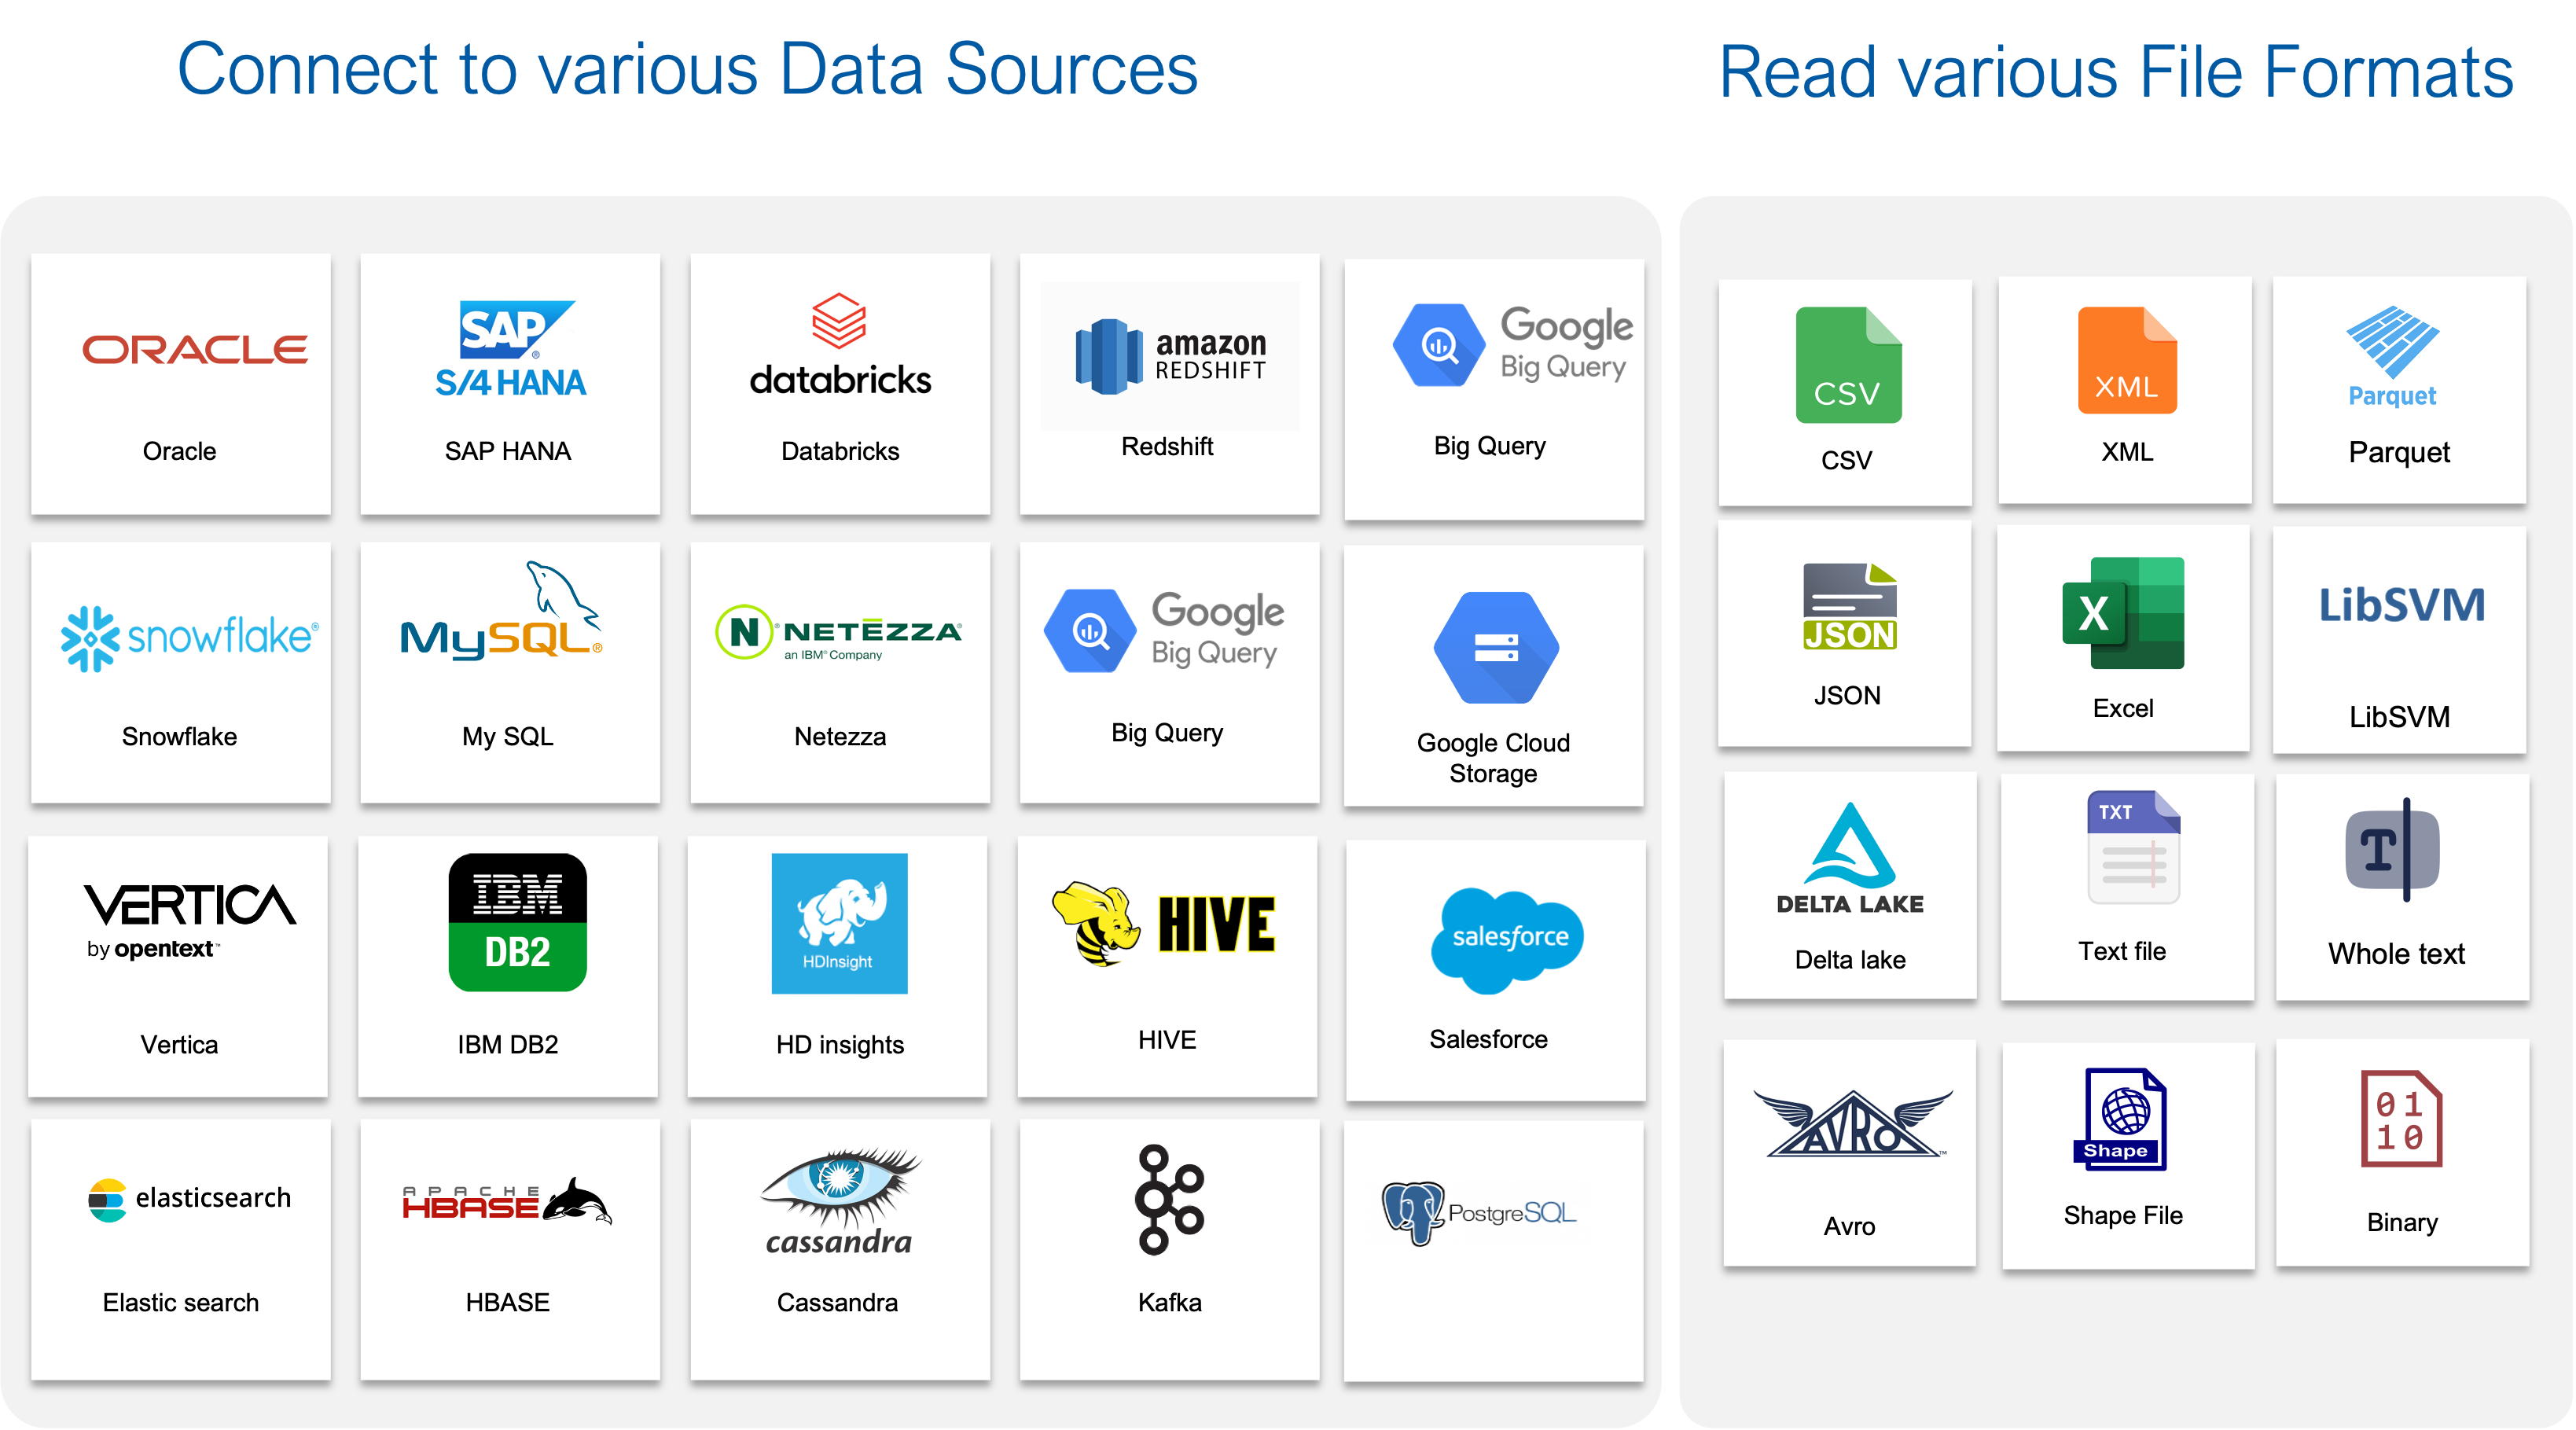 Connect to various Data Sources
Read various File Formats
ORACLE
Oracle
SAP®
S/4 HANA
SAP HANA
databricks
Databricks
amazon
REDSHIFT
Redshift
Google
Big Query
Big Query
snowflake®
Snowflake
MySQL®
My SQL
N® NETEZZA®
an IBM® Company
Netezza
Google
Big Query
Big Query
Google Cloud
Storage
VERTICA
by opentext™
Vertica
IBM
DB2
IBM DB2
HDInsight
HD insights
HIVE
HIVE
salesforce
Salesforce
elasticsearch
Elastic search
APACHE
HBASE
HBASE
cassandra
Cassandra
Kafka
PostgreSQL
CSV
CSV
XML
XML
Parquet
Parquet
JSON
JSON
X
Excel
LibSVM
LibSVM
DELTA LAKE
Delta lake
TXT
Text file
T
Whole text
AVRO™
Avro
Shape
Shape File
01
10
Binary